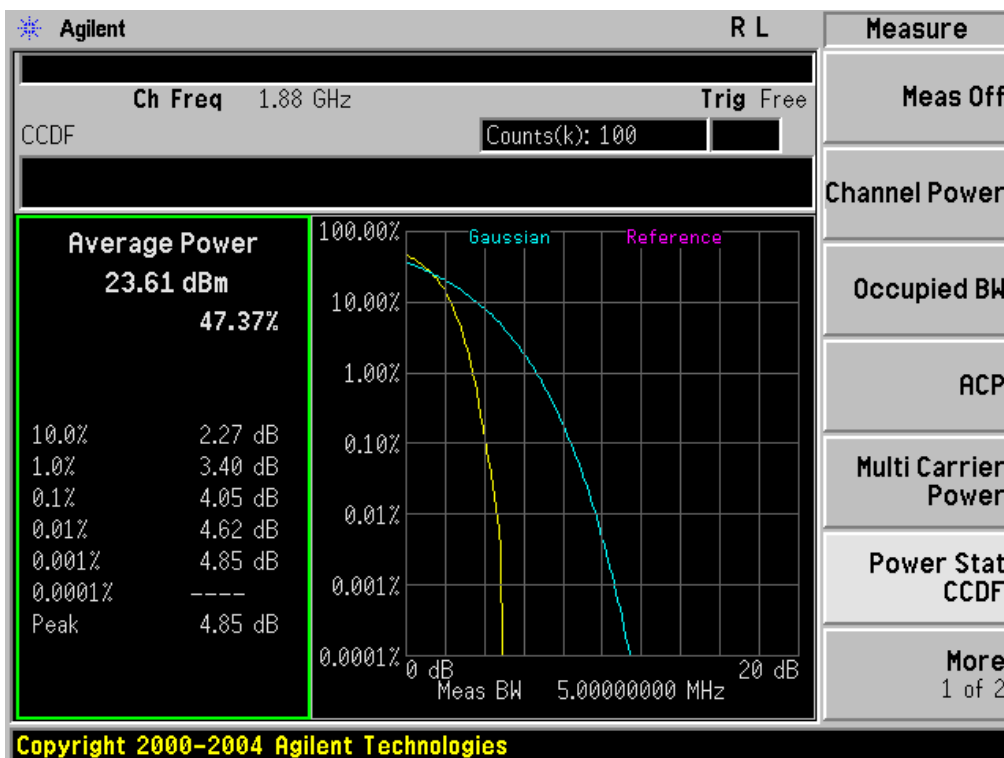 Agilent R L Measure
Ch Freq 1.88 GHz Trig Free
CCDF Counts(k): 100
Meas Off
Channel Power
Occupied BW
ACP
Multi Carrier
Power
Power Stat
CCDF
More
1 of 2
Average Power
23.61 dBm
47.37%
10.0% 2.27 dB
1.0% 3.40 dB
0.1% 4.05 dB
0.01% 4.62 dB
0.001% 4.85 dB
0.0001% ----
Peak 4.85 dB
Gaussian Reference
100.00%
10.00%
1.00%
0.10%
0.01%
0.001%
0.0001%
0 dB 20 dB
Meas BW 5.00000000 MHz
Copyright 2000-2004 Agilent Technologies